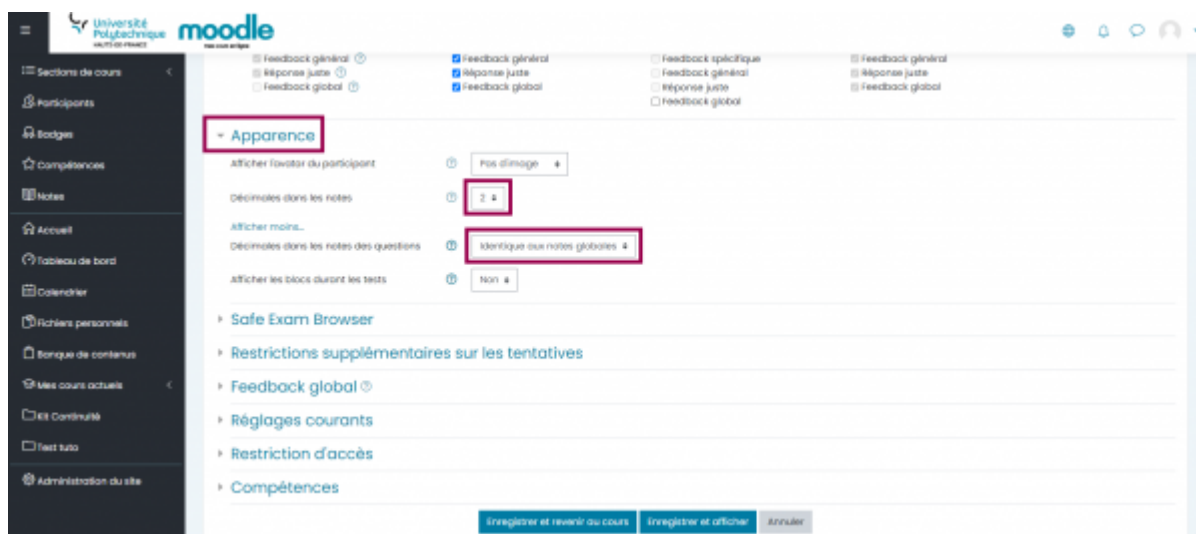 Université
Polytechnique
HAUTS-DE-FRANCE
moodle
Sections de cours
Participants
Badges
Compétences
Notes
Accueil
Tableau de bord
Calendrier
Fichiers personnels
Banque de contenus
Mes cours actuels
Kit Continuité
Test tuto
Administration du site
Feedback général Feedback général Feedback spécifique Feedback général
Réponse juste Réponse juste Feedback général Réponse juste
Feedback global Feedback global Réponse juste Feedback global
Feedback global
Apparence
Afficher l'avatar du participant Pas d'image
Décimales dans les notes 2
Afficher moins...
Décimales dans les notes des questions Identique aux notes globales
Afficher les blocs durant les tests Non
Safe Exam Browser
Restrictions supplémentaires sur les tentatives
Feedback global
Réglages courants
Restriction d'accès
Compétences
Enregistrer et revenir au cours Enregistrer et afficher Annuler